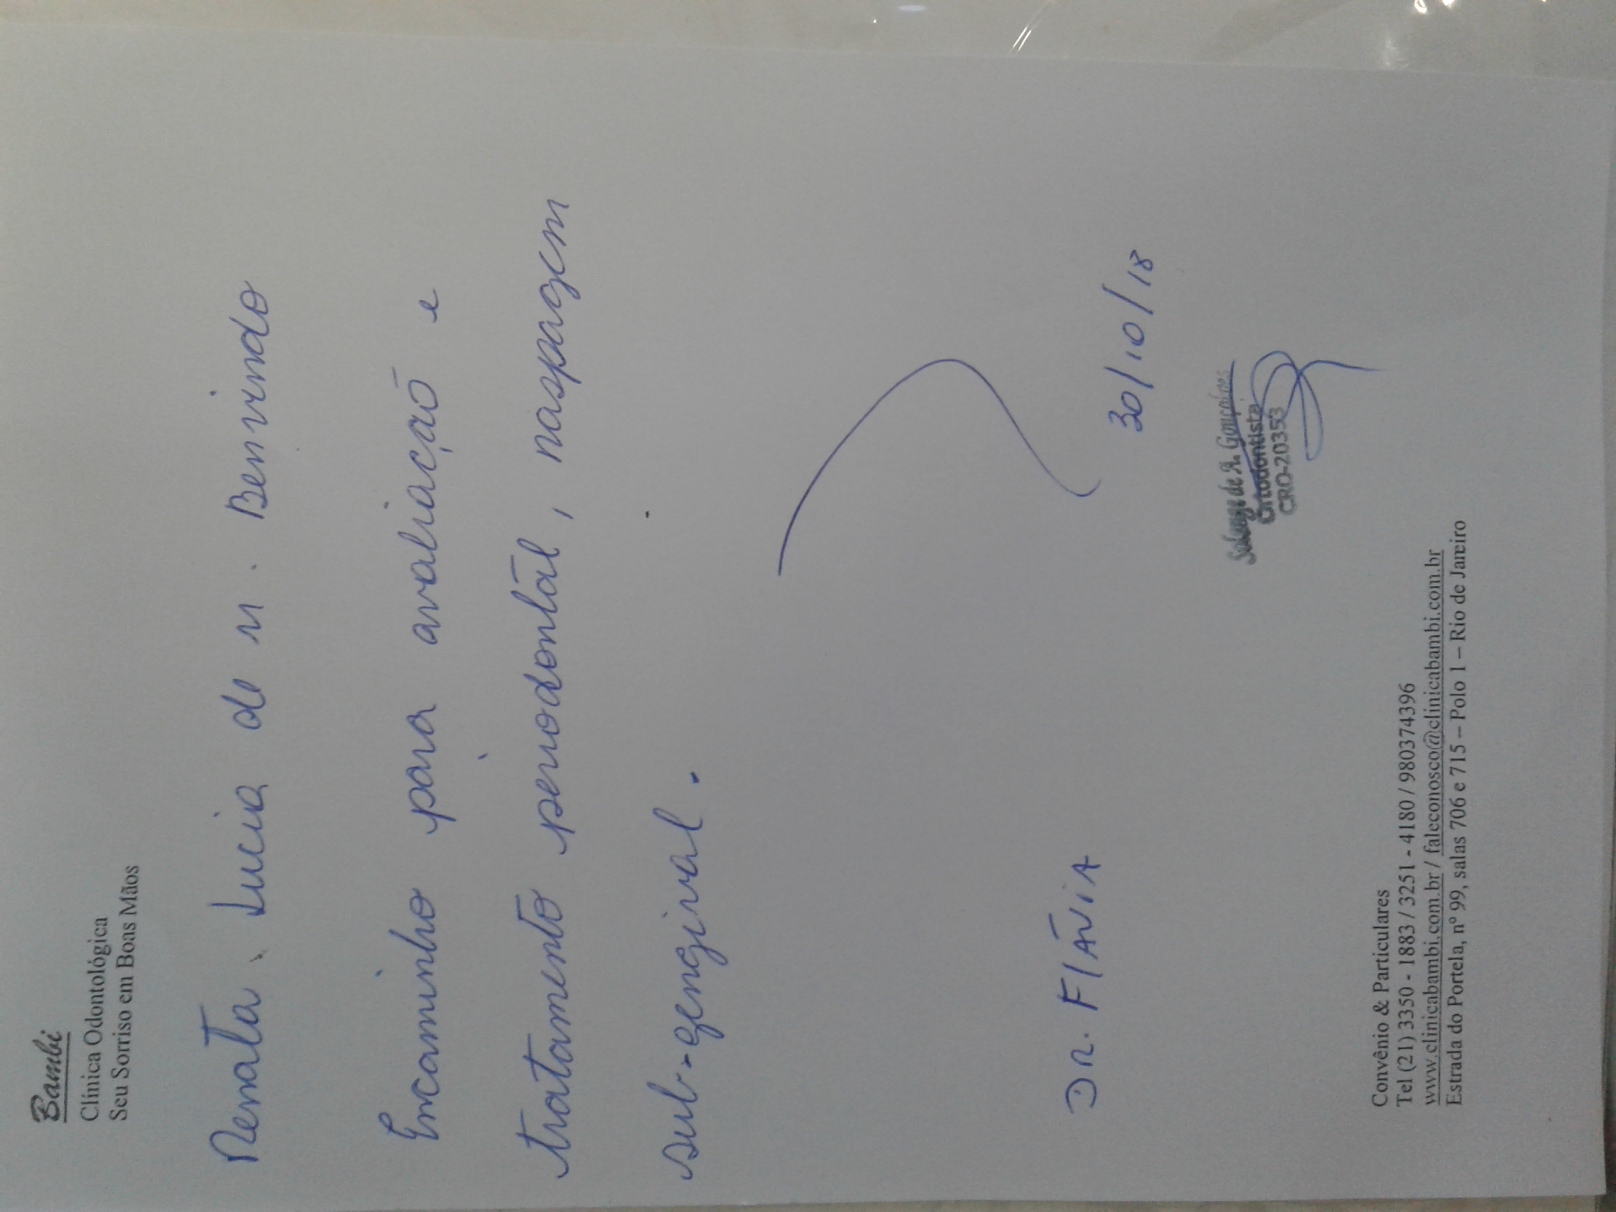 Bambi
Clínica Odontológica
Seu Sorriso em Boas Mãos
Renata Lucia de M. Benvindo
Encaminho para avaliação e
tratamento periodontal, raspagem
sub-gengival.
Dr. FláviA
30/10/18
Solange de A. Gonçalves
Ortodontista
CRO-20353
Convênio & Particulares
Tel (21) 3350 - 1883 / 3251 - 4180 / 980374396
www.clinicabambi.com.br / faleconosco@clinicabambi.com.br
Estrada do Portela, nº 99, salas 706 e 715 – Polo 1 – Rio de Janeiro